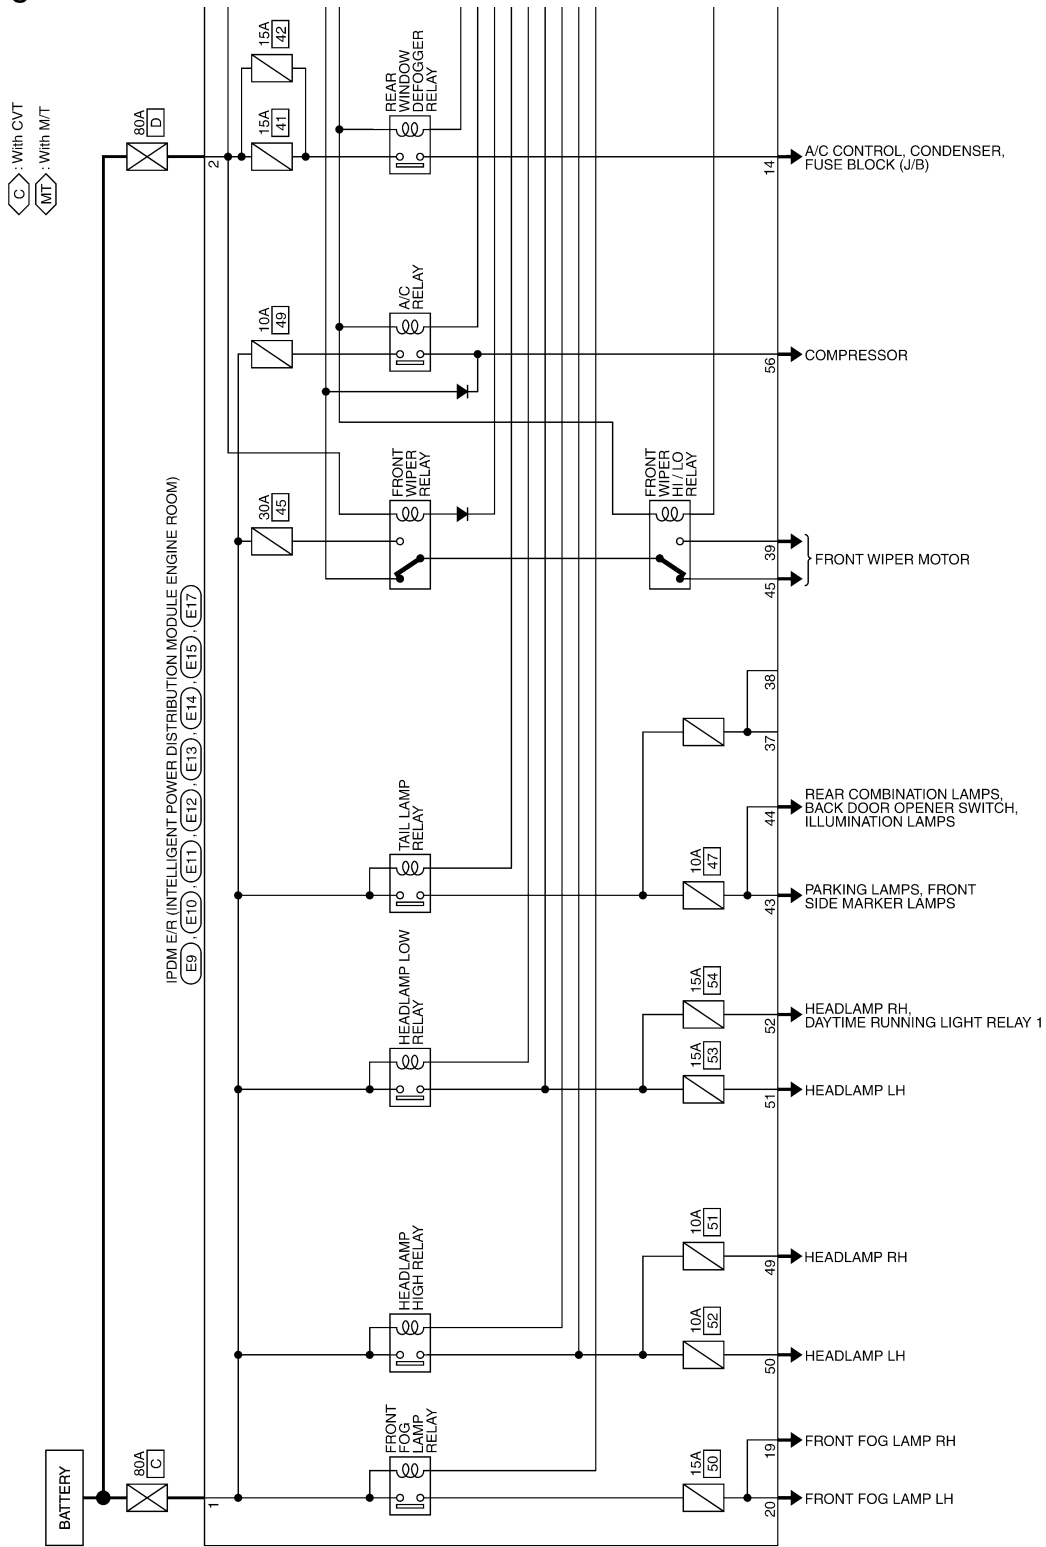 C : With CVT
MT : With M/T
80A
D
2
15A
42
15A
41
REAR
WINDOW
DEFOGGER
RELAY
14
A/C CONTROL, CONDENSER,
FUSE BLOCK (J/B)
10A
49
A/C
RELAY
56
COMPRESSOR
IPDM E/R (INTELLIGENT POWER DISTRIBUTION MODULE ENGINE ROOM)
E9 , E10 , E11 , E12 , E13 , E14 , E15 , E17
30A
45
FRONT
WIPER
RELAY
FRONT
WIPER
HI / LO
RELAY
39
45
FRONT WIPER MOTOR
38
37
TAIL LAMP
RELAY
44
REAR COMBINATION LAMPS,
BACK DOOR OPENER SWITCH,
ILLUMINATION LAMPS
10A
47
43
PARKING LAMPS, FRONT
SIDE MARKER LAMPS
HEADLAMP LOW
RELAY
15A
54
52
HEADLAMP RH,
DAYTIME RUNNING LIGHT RELAY 1
15A
53
51
HEADLAMP LH
HEADLAMP
HIGH RELAY
10A
51
49
HEADLAMP RH
10A
52
50
HEADLAMP LH
BATTERY
80A
C
1
FRONT
FOG
LAMP
RELAY
15A
50
19
FRONT FOG LAMP RH
20
FRONT FOG LAMP LH